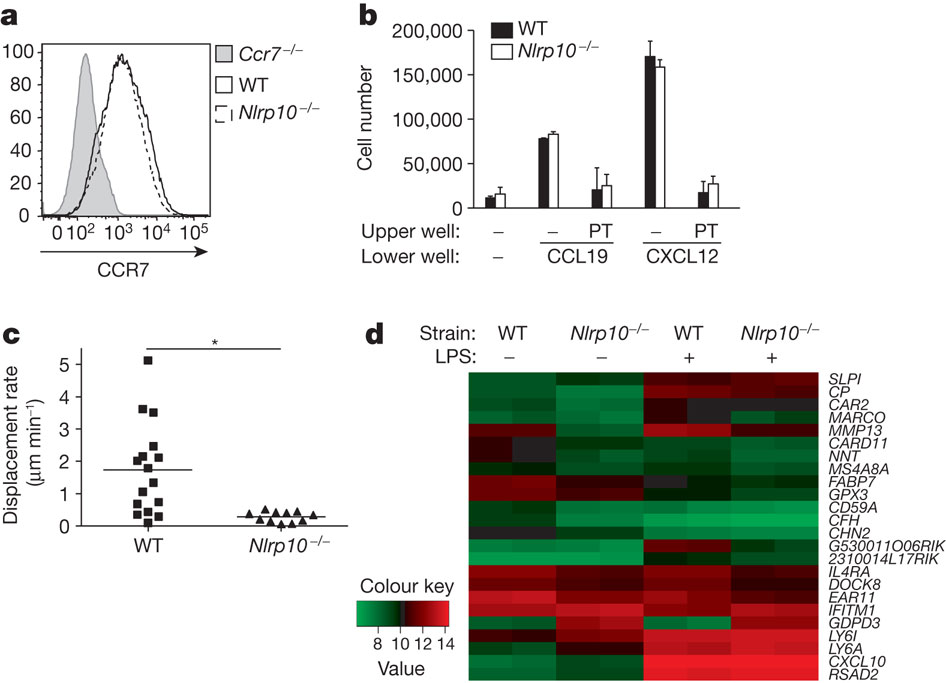 a
100
80
60
40
20
0
0 10² 10³ 10⁴ 10⁵
CCR7
Ccr7⁻/⁻
WT
Nlrp10⁻/⁻
b
WT
Nlrp10⁻/⁻
Cell number
200,000
150,000
100,000
50,000
0
Upper well: – – PT – PT
Lower well: – CCL19 CXCL12
c
Displacement rate
(µm min⁻¹)
5
4
3
2
1
0
*
WT Nlrp10⁻/⁻
d
Strain: WT Nlrp10⁻/⁻ WT Nlrp10⁻/⁻
LPS: – – + +
SLPI
CP
CAR2
MARCO
MMP13
CARD11
NNT
MS4A8A
FABP7
GPX3
CD59A
CFH
CHN2
G530011O06RIK
2310014L17RIK
IL4RA
DOCK8
EAR11
IFITM1
GDPD3
LY6I
LY6A
CXCL10
RSAD2
Colour key
8 10 12 14
Value